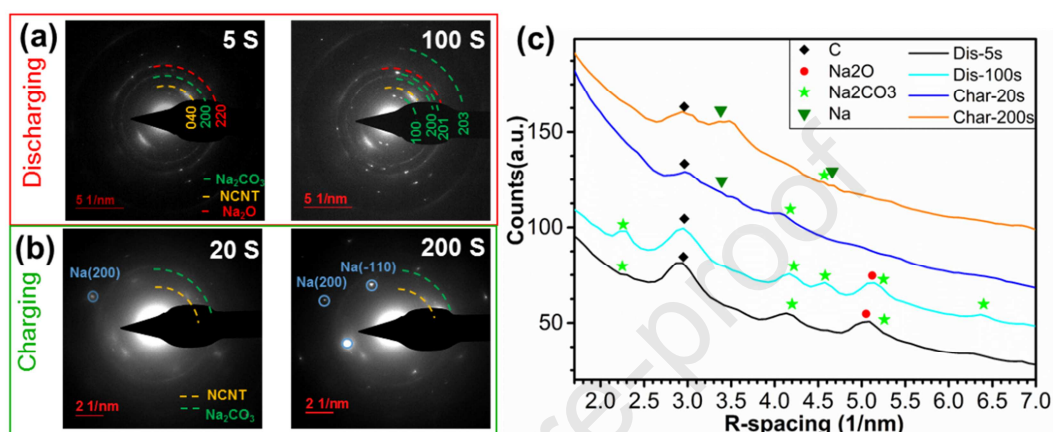 (a)
Discharging
5 S
040
200
220
Na₂CO₃
NCNT
Na₂O
5 1/nm
100 S
100
200
201
203
5 1/nm
(b)
Charging
20 S
Na(200)
NCNT
Na₂CO₃
2 1/nm
200 S
Na(200)
Na(-110)
NCNT
Na₂CO₃
2 1/nm
(c)
C
Na2O
Na2CO3
Na
Dis-5s
Dis-100s
Char-20s
Char-200s
Counts(a.u.)
150
100
50
2.0 2.5 3.0 3.5 4.0 4.5 5.0 5.5 6.0 6.5 7.0
R-spacing (1/nm)
e-proof